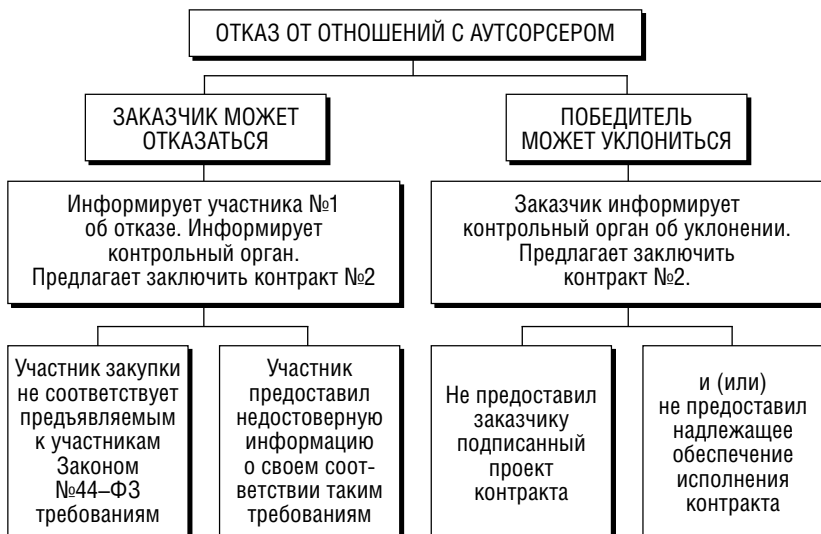 ОТКАЗ ОТ ОТНОШЕНИЙ С АУТСОРСЕРОМ
ЗАКАЗЧИК МОЖЕТ
ОТКАЗАТЬСЯ
ПОБЕДИТЕЛЬ
МОЖЕТ УКЛОНИТЬСЯ
Информирует участника №1
об отказе. Информирует
контрольный орган.
Предлагает заключить контракт №2
Заказчик информирует
контрольный орган об уклонении.
Предлагает заключить
контракт №2.
Участник закупки
не соответствует
предъявляемым
к участникам
Законом
№44–ФЗ
требованиям
Участник
предоставил
недостоверную
информацию
о своем соот-
ветствии таким
требованиям
Не предоставил
заказчику
подписанный
проект
контракта
и (или)
не предоставил
надлежащее
обеспечение
исполнения
контракта